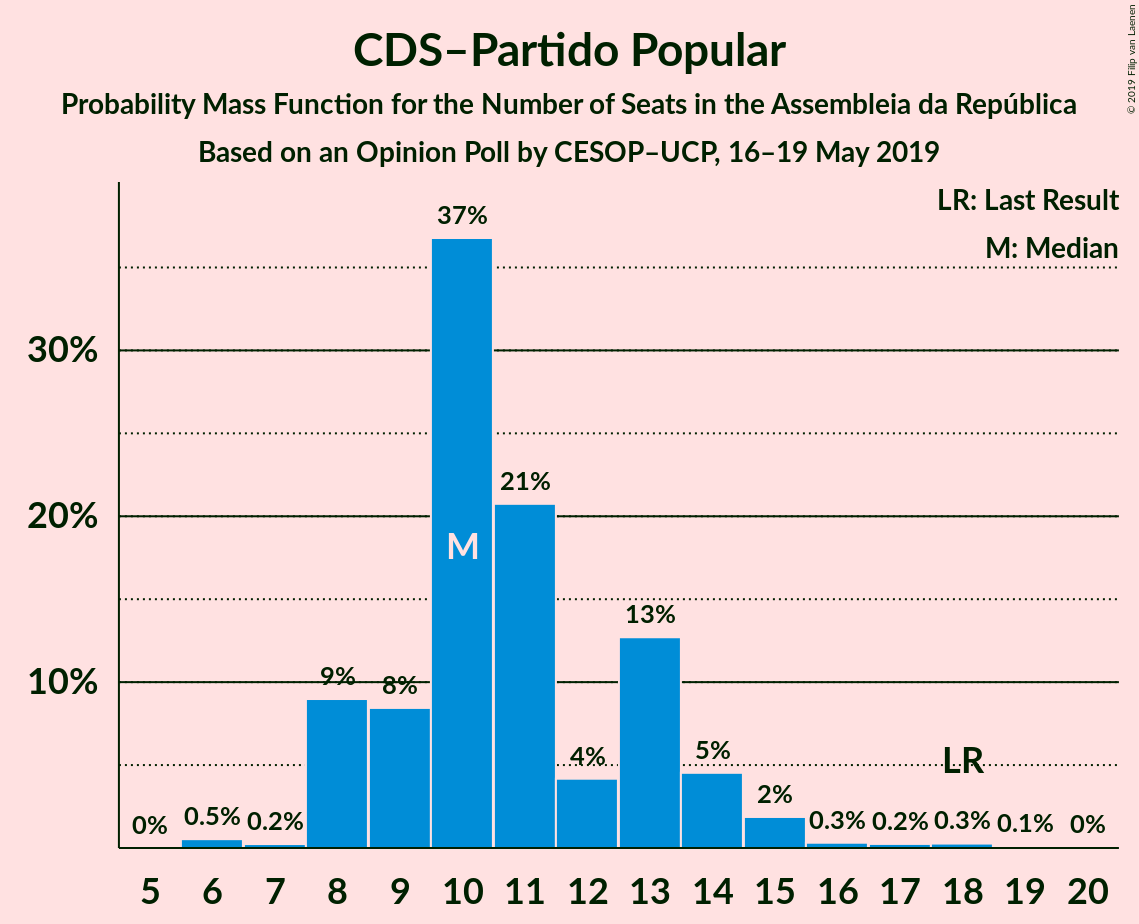 CDS–Partido Popular
Probability Mass Function for the Number of Seats in the Assembleia da República
Based on an Opinion Poll by CESOP–UCP, 16–19 May 2019
© 2019 Filip van Laenen
LR: Last Result
M: Median
30%
20%
10%
0%
0.5%
0.2%
9%
8%
37%
M
21%
4%
13%
5%
2%
0.3%
0.2%
0.3%
LR
0.1%
0%
5 6 7 8 9 10 11 12 13 14 15 16 17 18 19 20